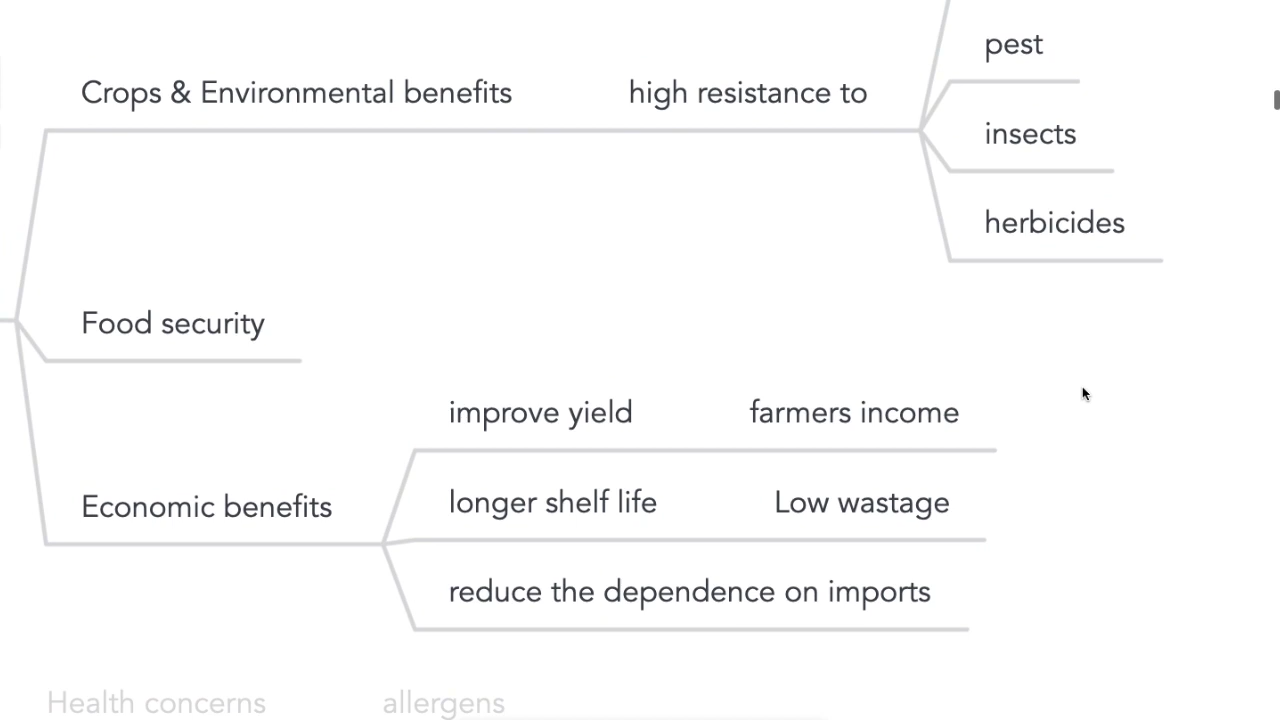 pest
Crops & Environmental benefits high resistance to
insects
herbicides
Food security
improve yield farmers income
longer shelf life Low wastage
Economic benefits
reduce the dependence on imports
Health concerns allergens